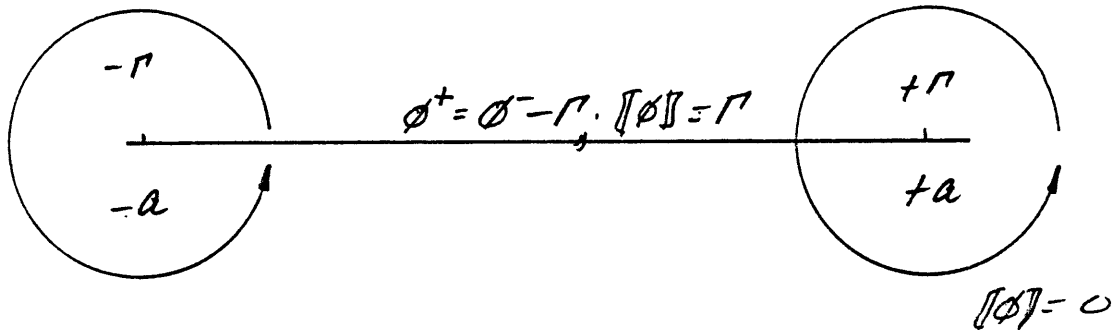 -Γ
+Γ
φ⁺ = φ⁻ - Γ. ⟦φ⟧ = Γ
-a
+a
⟦φ⟧ = 0